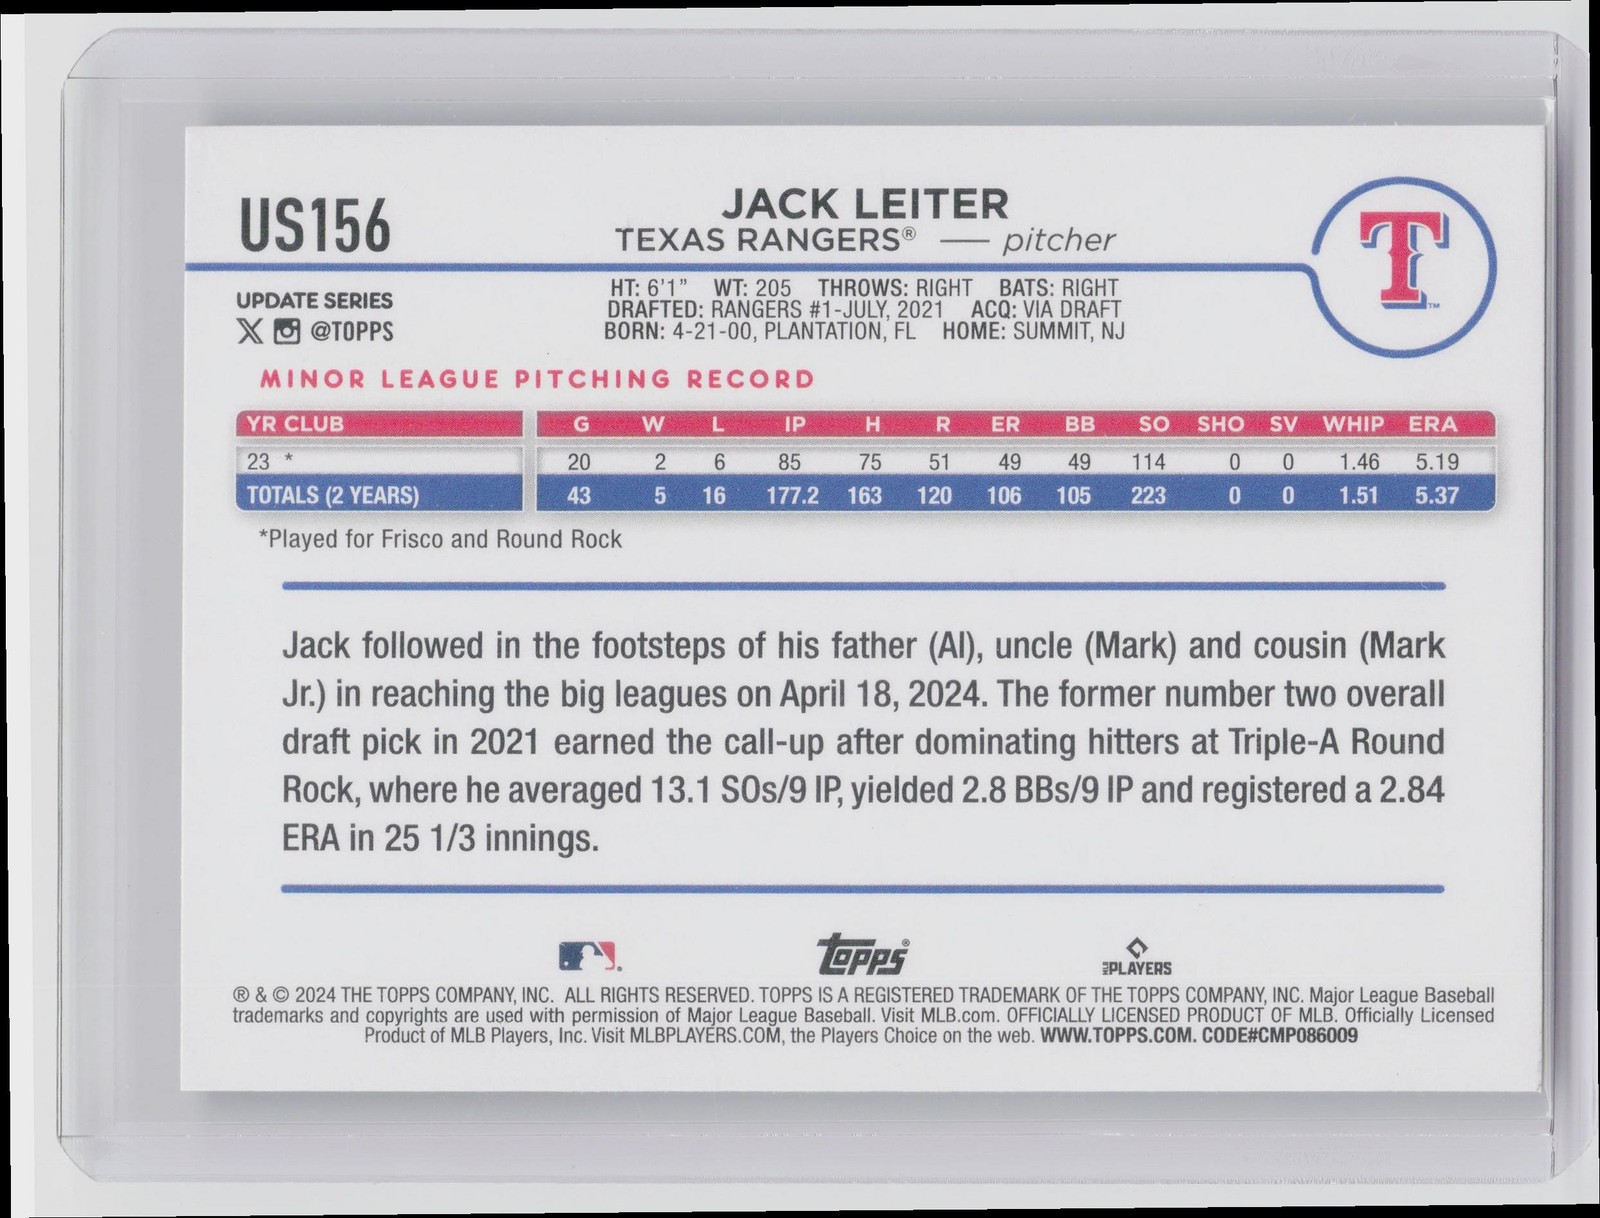 US156
JACK LEITER
TEXAS RANGERS® — pitcher
T™
UPDATE SERIES
X @TOPPS
HT: 6'1" WT: 205 THROWS: RIGHT BATS: RIGHT
DRAFTED: RANGERS #1-JULY, 2021 ACQ: VIA DRAFT
BORN: 4-21-00, PLANTATION, FL HOME: SUMMIT, NJ
MINOR LEAGUE PITCHING RECORD
YR CLUB G W L IP H R ER BB SO SHO SV WHIP ERA
23 * 20 2 6 85 75 51 49 49 114 0 0 1.46 5.19
TOTALS (2 YEARS) 43 5 16 177.2 163 120 106 105 223 0 0 1.51 5.37
*Played for Frisco and Round Rock
Jack followed in the footsteps of his father (Al), uncle (Mark) and cousin (Mark
Jr.) in reaching the big leagues on April 18, 2024. The former number two overall
draft pick in 2021 earned the call-up after dominating hitters at Triple-A Round
Rock, where he averaged 13.1 SOs/9 IP, yielded 2.8 BBs/9 IP and registered a 2.84
ERA in 25 1/3 innings.
Topps® MLB PLAYERS
® & © 2024 THE TOPPS COMPANY, INC. ALL RIGHTS RESERVED. TOPPS IS A REGISTERED TRADEMARK OF THE TOPPS COMPANY, INC. Major League Baseball
trademarks and copyrights are used with permission of Major League Baseball. Visit MLB.com. OFFICIALLY LICENSED PRODUCT OF MLB. Officially Licensed
Product of MLB Players, Inc. Visit MLBPLAYERS.COM, the Players Choice on the web. WWW.TOPPS.COM. CODE#CMP086009